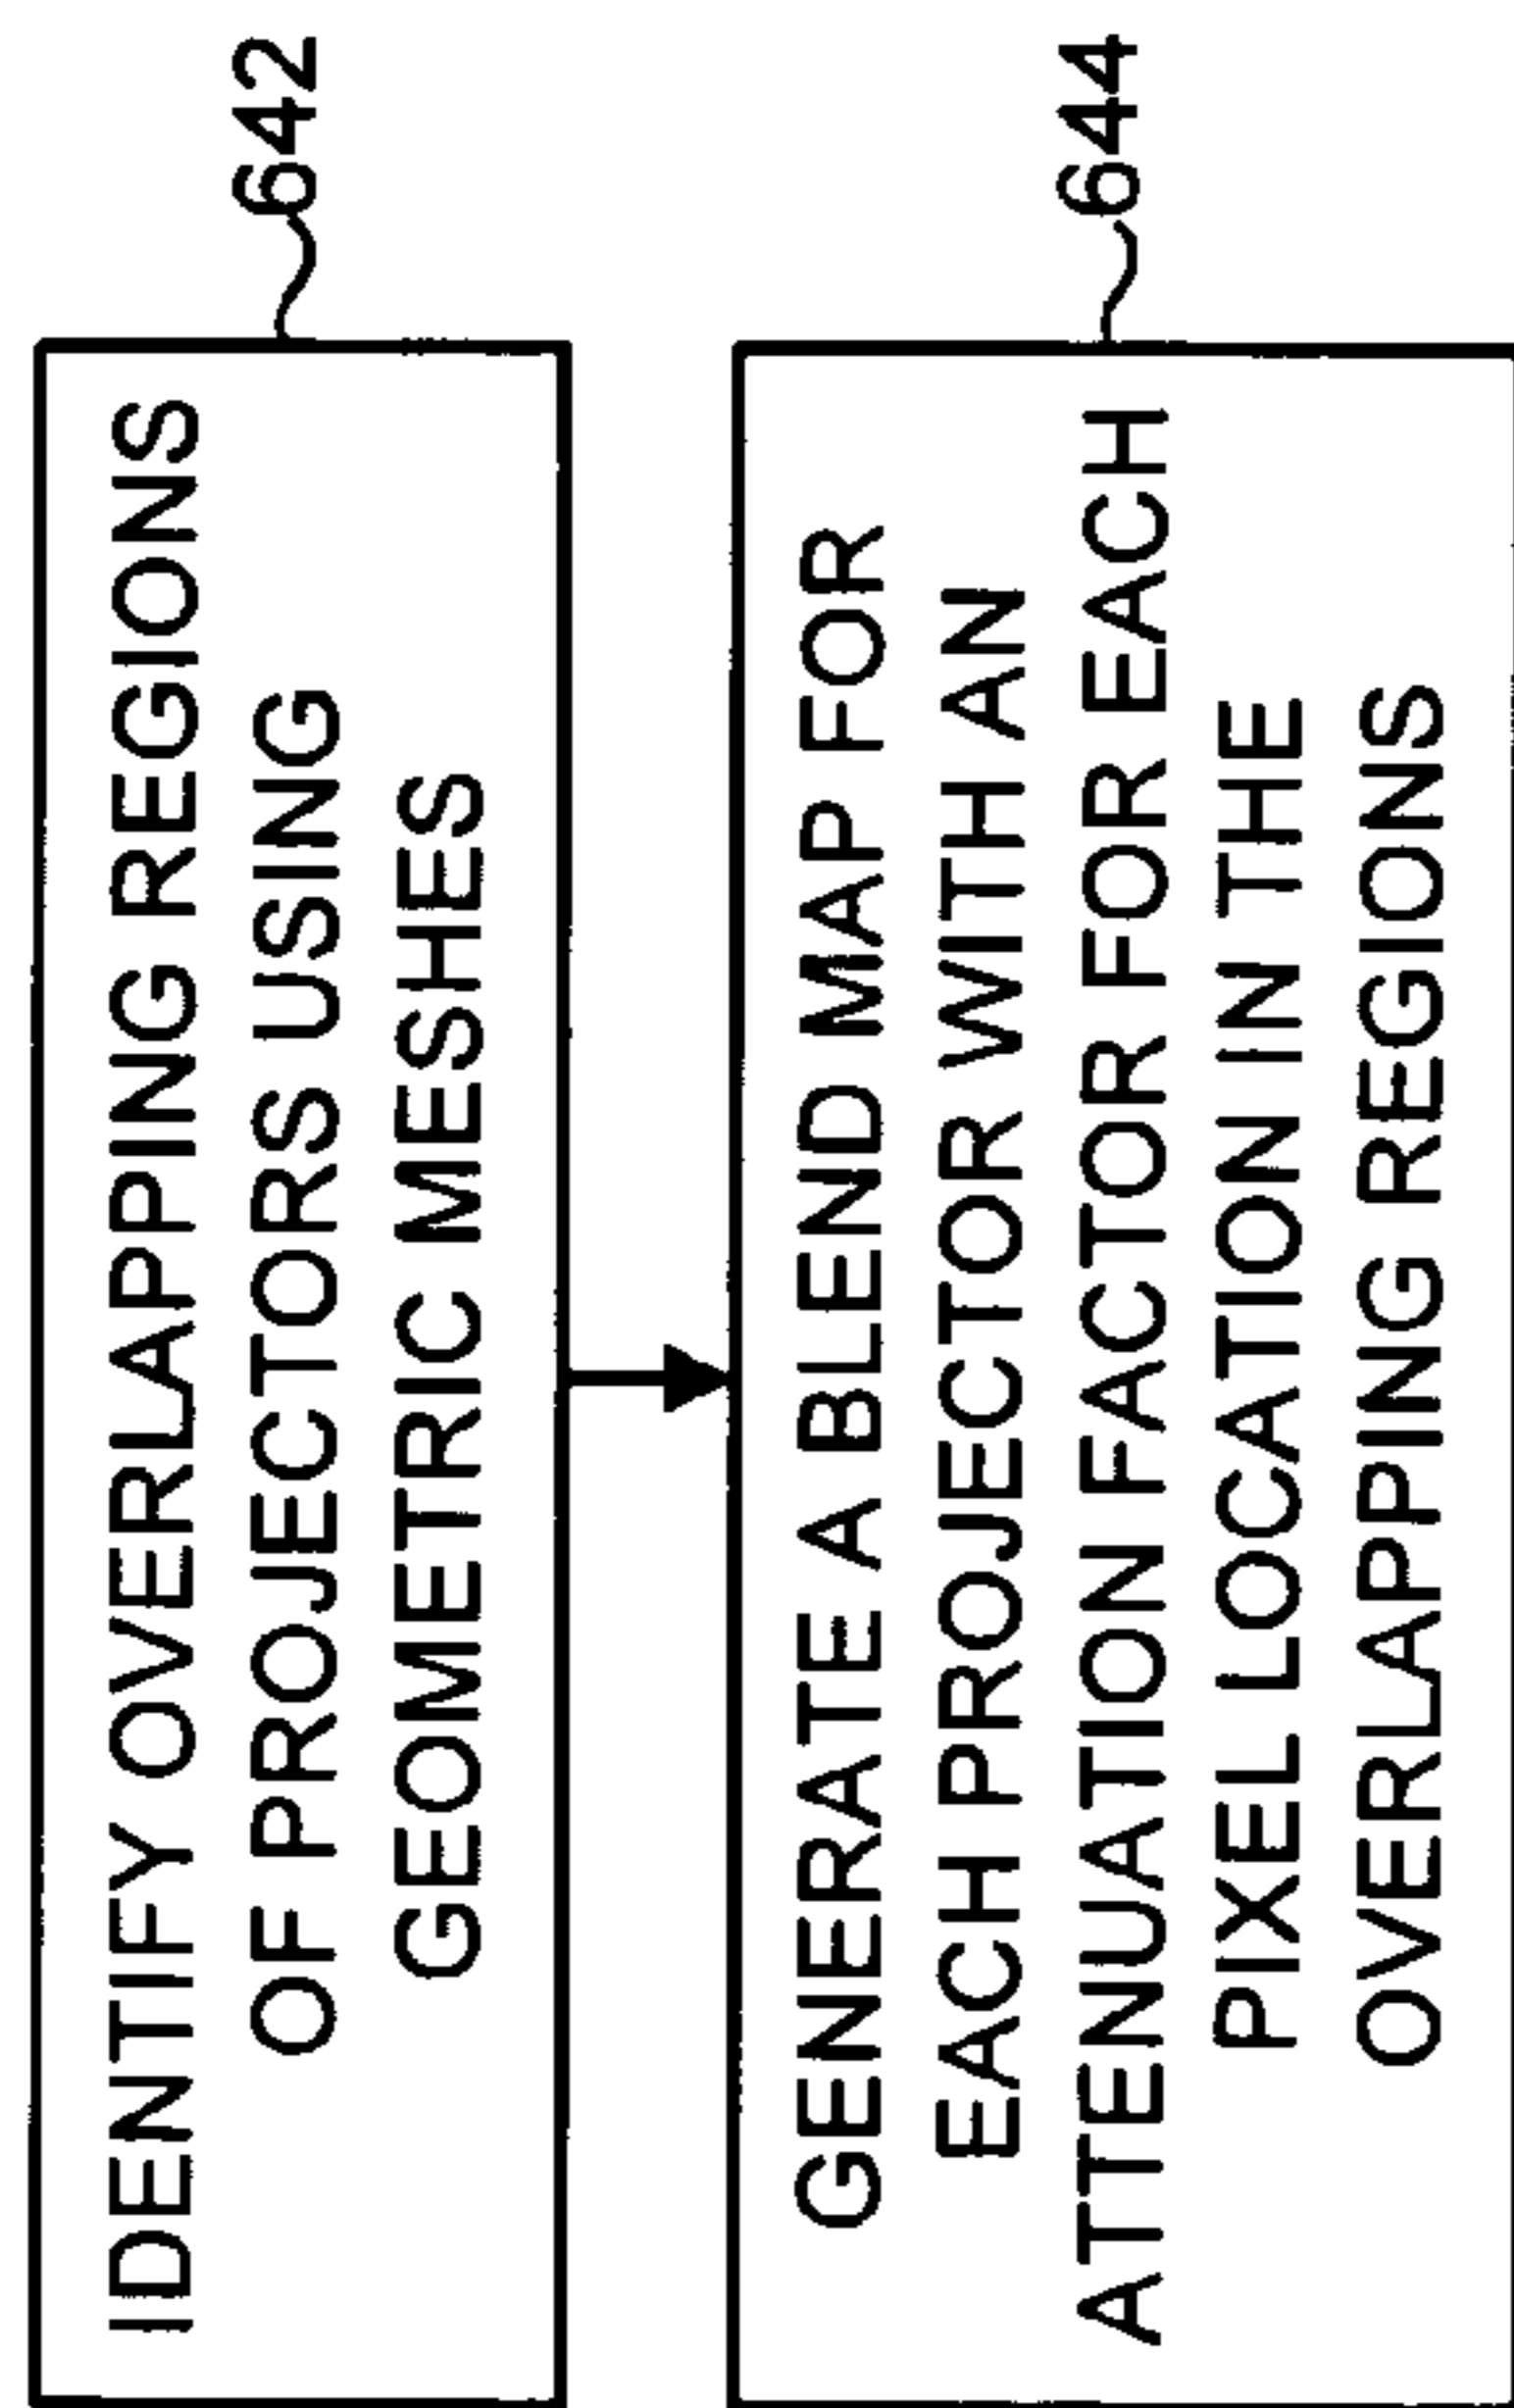 IDENTIFY OVERLAPPING REGIONS
OF PROJECTORS USING
GEOMETRIC MESHES
642
GENERATE A BLEND MAP FOR
EACH PROJECTOR WITH AN
ATTENUATION FACTOR FOR EACH
PIXEL LOCATION IN THE
OVERLAPPING REGIONS
644